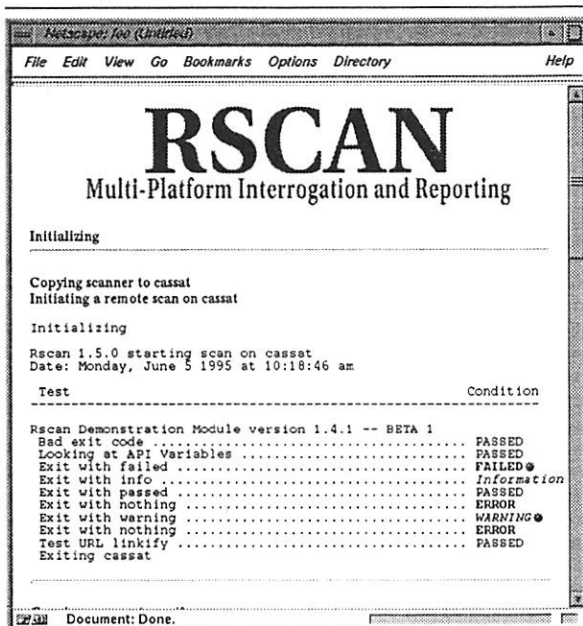 Netscape: foo (Untitled)
File Edit View Go Bookmarks Options Directory Help
RSCAN
Multi-Platform Interrogation and Reporting
Initializing
Copying scanner to cassat
Initiating a remote scan on cassat
Initializing
Rscan 1.5.0 starting scan on cassat
Date: Monday, June 5 1995 at 10:18:46 am
Test Condition
Rscan Demonstration Module version 1.4.1 -- BETA 1
Bad exit code ................................. PASSED
Looking at API Variables ...................... PASSED
Exit with failed .............................. FAILED
Exit with info ................................ Information
Exit with passed .............................. PASSED
Exit with nothing ............................. ERROR
Exit with warning ............................. WARNING
Exit with nothing ............................. ERROR
Test URL linkify .............................. PASSED
Exiting cassat
Document: Done.